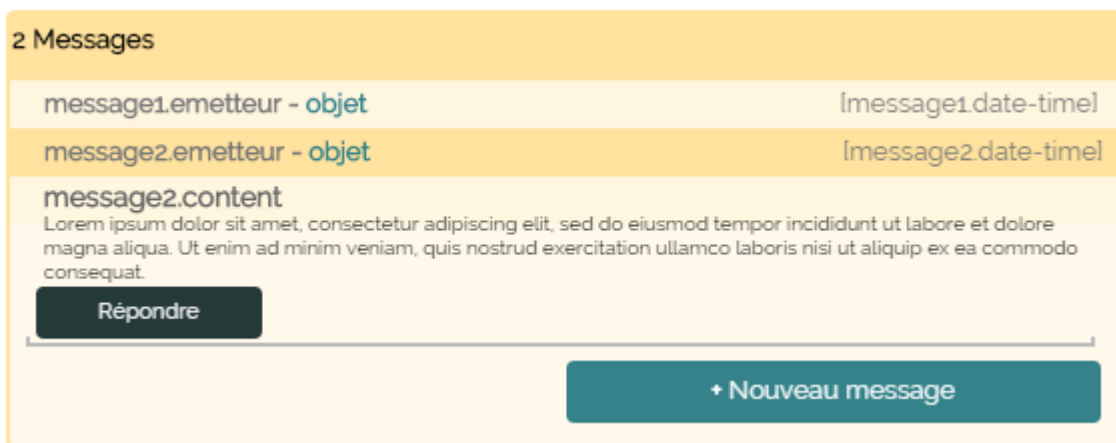 2 Messages
message1.emetteur - objet [message1.date-time]
message2.emetteur - objet [message2.date-time]
message2.content
Lorem ipsum dolor sit amet, consectetur adipiscing elit, sed do eiusmod tempor incididunt ut labore et dolore
magna aliqua. Ut enim ad minim veniam, quis nostrud exercitation ullamco laboris nisi ut aliquip ex ea commodo
consequat.
Répondre
+ Nouveau message